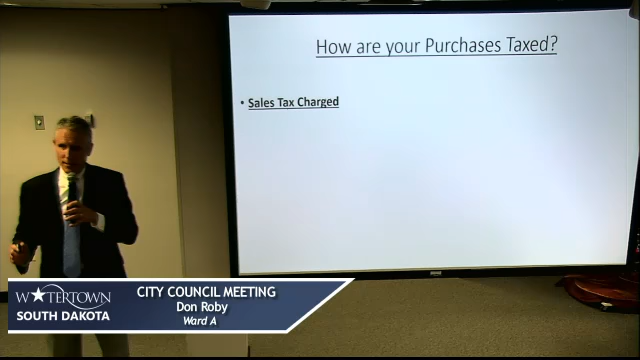 How are your Purchases Taxed?
• Sales Tax Charged
WATERTOWN
SOUTH DAKOTA
CITY COUNCIL MEETING
Don Roby
Ward A